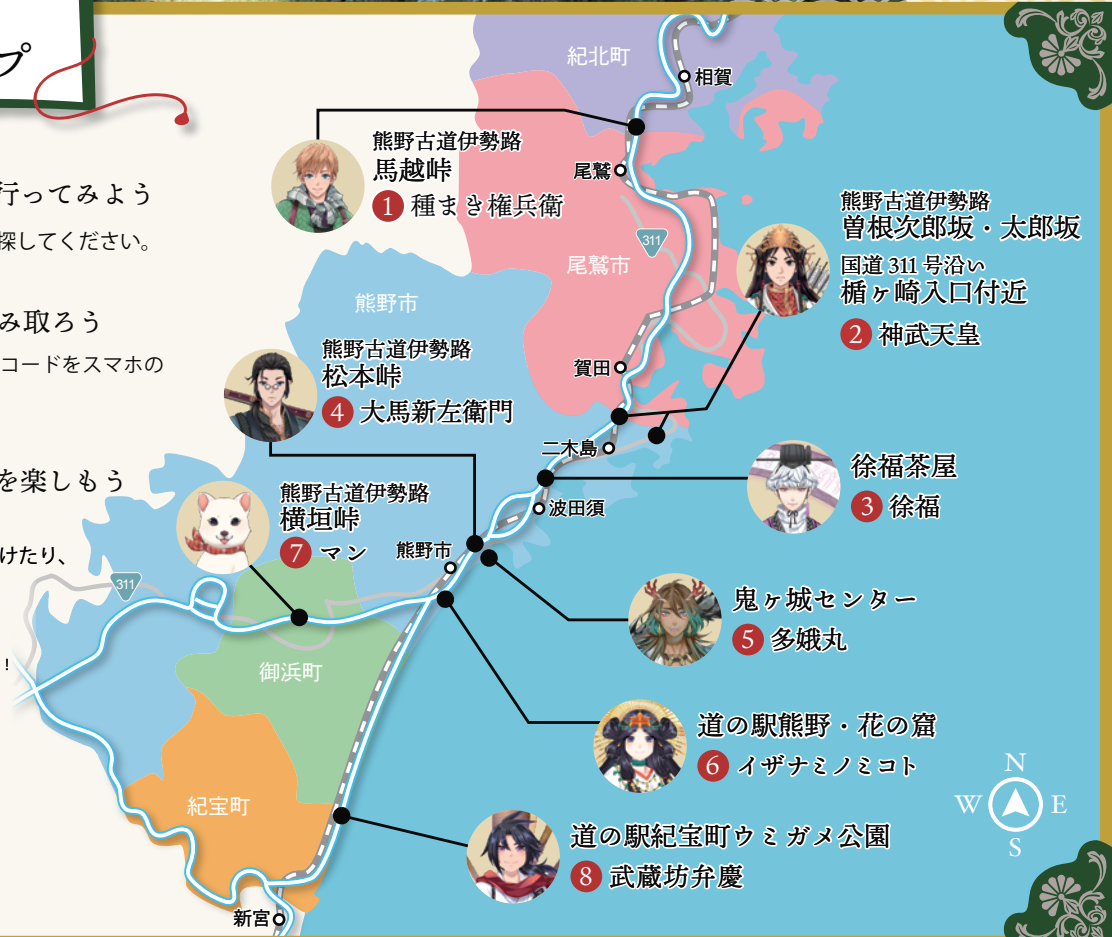 プ
行ってみよう
探してください。
み取ろう
コードをスマホの
を楽しもう
けたり、
！
紀北町
相賀
熊野古道伊勢路
馬越峠
1 種まき権兵衛
尾鷲
311
尾鷲市
熊野古道伊勢路
曽根次郎坂・太郎坂
国道311号沿い
楯ヶ崎入口付近
2 神武天皇
熊野市
賀田
熊野古道伊勢路
松本峠
4 大馬新左衛門
二木島
徐福茶屋
3 徐福
波田須
熊野古道伊勢路
横垣峠
7 マン
熊野市
311
鬼ヶ城センター
5 多娥丸
御浜町
道の駅熊野・花の窟
6 イザナミノミコト
紀宝町
道の駅紀宝町ウミガメ公園
8 武蔵坊弁慶
新宮
N
W E
S